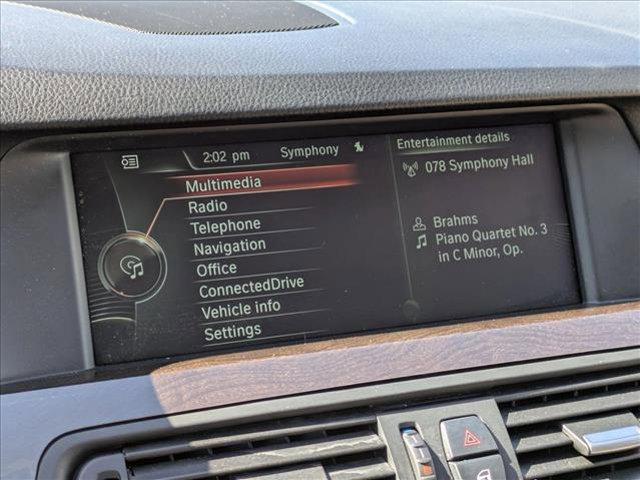 2:02 pm Symphony
Multimedia
Radio
Telephone
Navigation
Office
ConnectedDrive
Vehicle info
Settings
Entertainment details
078 Symphony Hall
Brahms
Piano Quartet No. 3
in C Minor, Op.